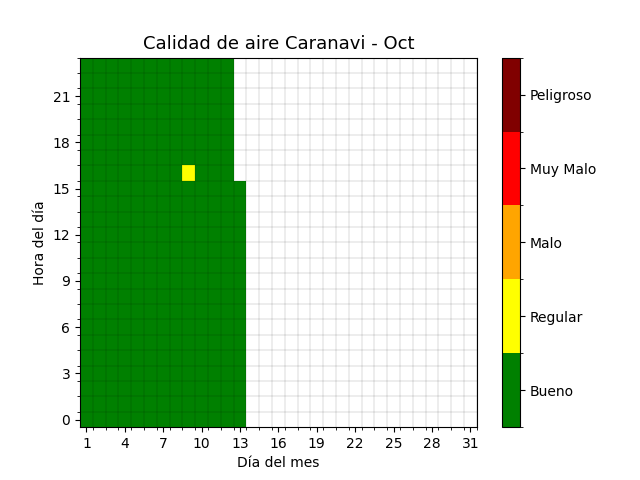 Calidad de aire Caranavi - Oct
Hora del día
21
18
15
12
9
6
3
0
1 4 7 10 13 16 19 22 25 28 31
Día del mes
Peligroso
Muy Malo
Malo
Regular
Bueno